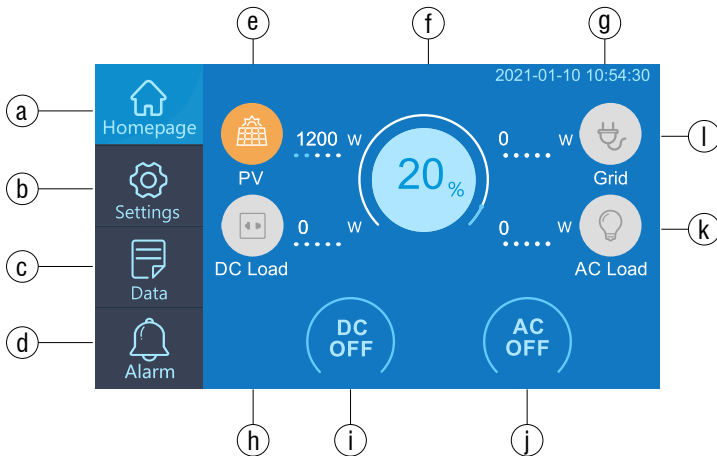 e
f
g
2021-01-10 10:54:30
a
Homepage
1200 W
0 W
l
20 %
PV
Grid
b
Settings
0 W
0 W
k
DC Load
AC Load
c
Data
DC
OFF
AC
OFF
d
Alarm
h
i
j